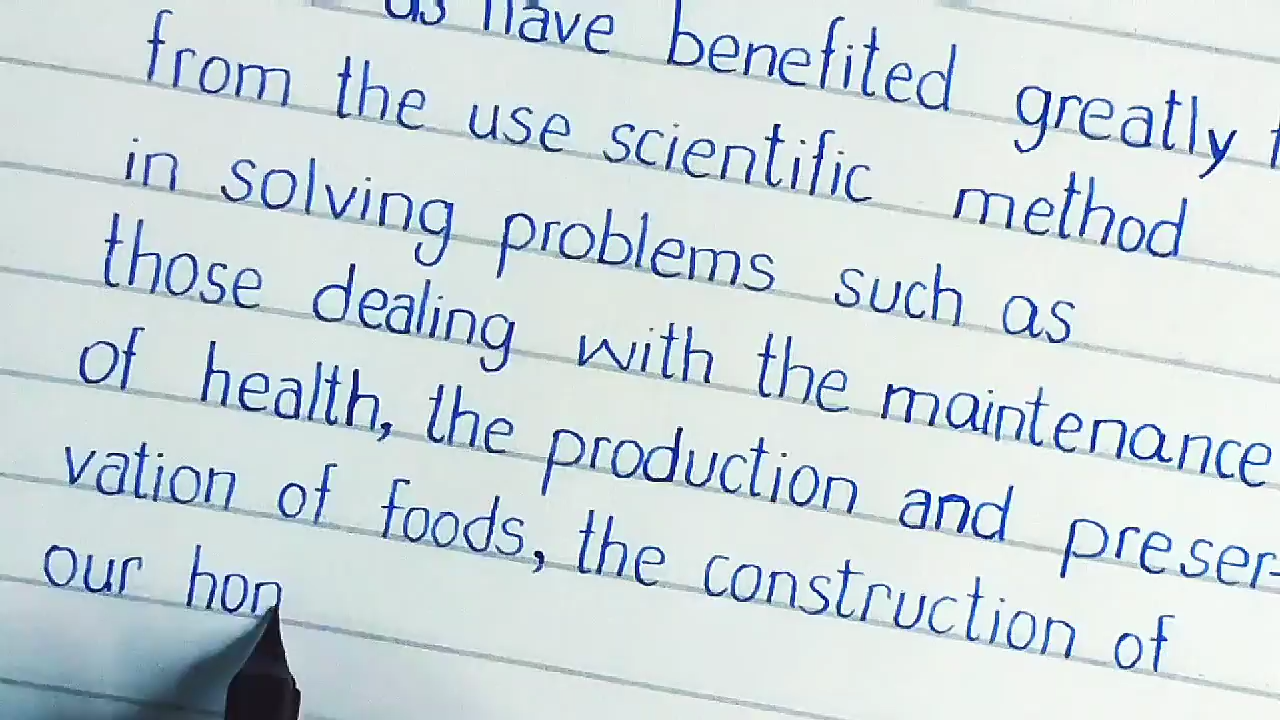 have benefited greatly
from the use scientific method
in solving problems such as
those dealing with the maintenance
of health, the production and preser-
vation of foods, the construction of
our hon